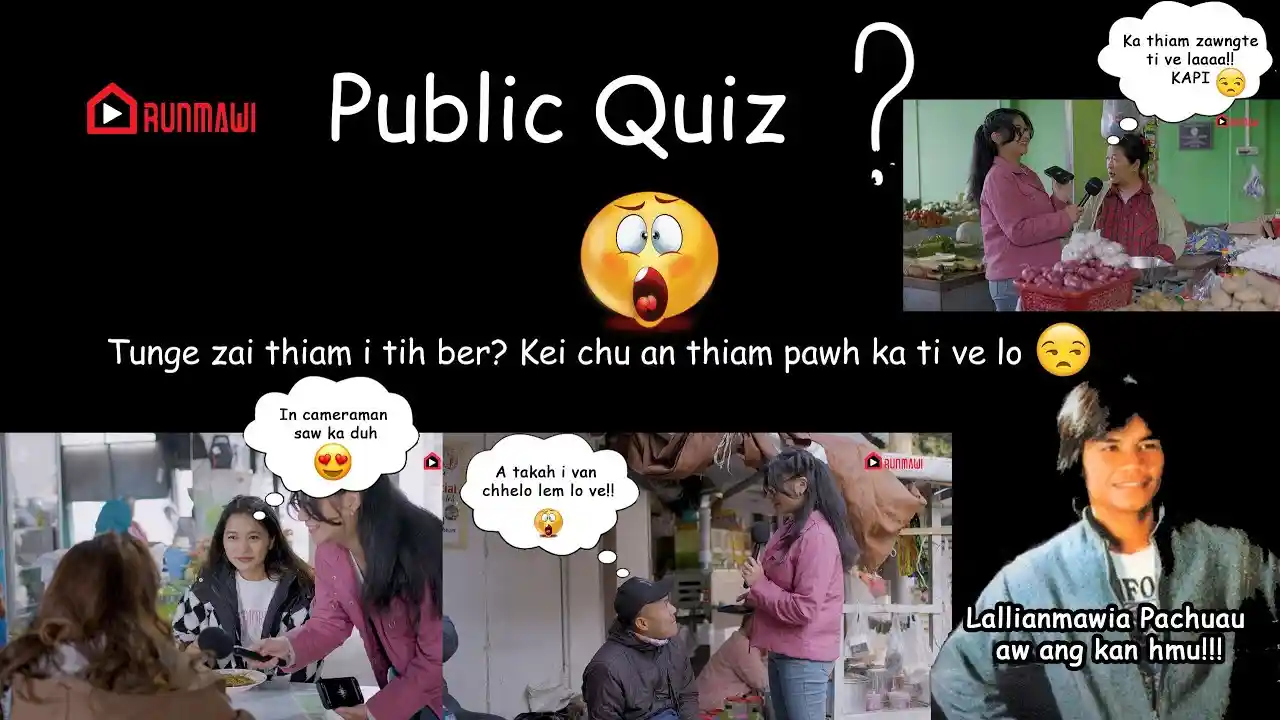 Ka thiam zawngte
ti ve laaaa!!
KAPI
RUNMAWI
Public Quiz ?
RUNMAWI
Tunge zai thiam i tih ber? Kei chu an thiam pawh ka ti ve lo
In cameraman
saw ka duh
A takah i van
chhelo lem lo ve!!
RUNMAWI
Lallianmawia Pachuau
aw ang kan hmu!!!